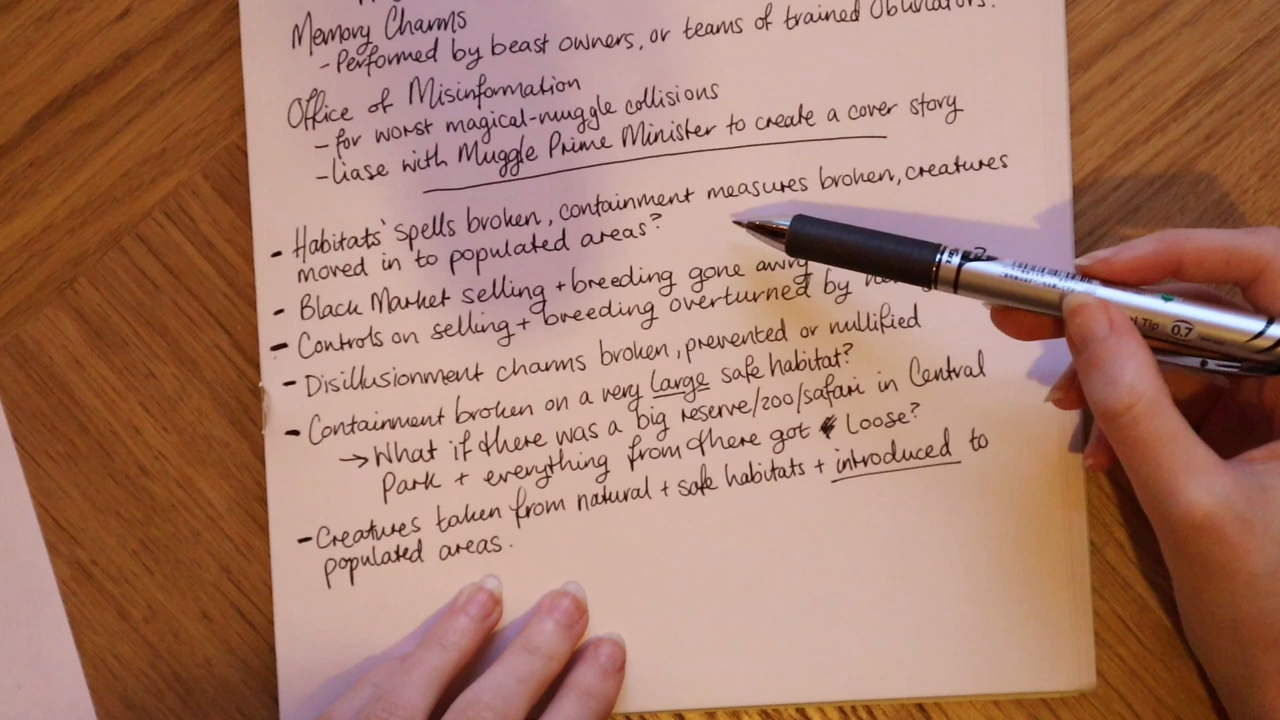 Memory Charms
- Performed by beast owners, or teams of trained Obliviators.
Office of Misinformation
- for worst magical-muggle collisions
- liase with Muggle Prime Minister to create a cover story
- Habitats' spells broken, containment measures broken, creatures
moved in to populated areas?
- Black Market selling + breeding gone awry
- Controls on selling + breeding overturned by
- Disillusionment charms broken, prevented or nullified
- Containment broken on a very large safe habitat?
→ What if there was a big reserve/zoo/safari in Central
Park + everything from there got loose?
- Creatures taken from natural + safe habitats + introduced to
populated areas.
Tip 0.7